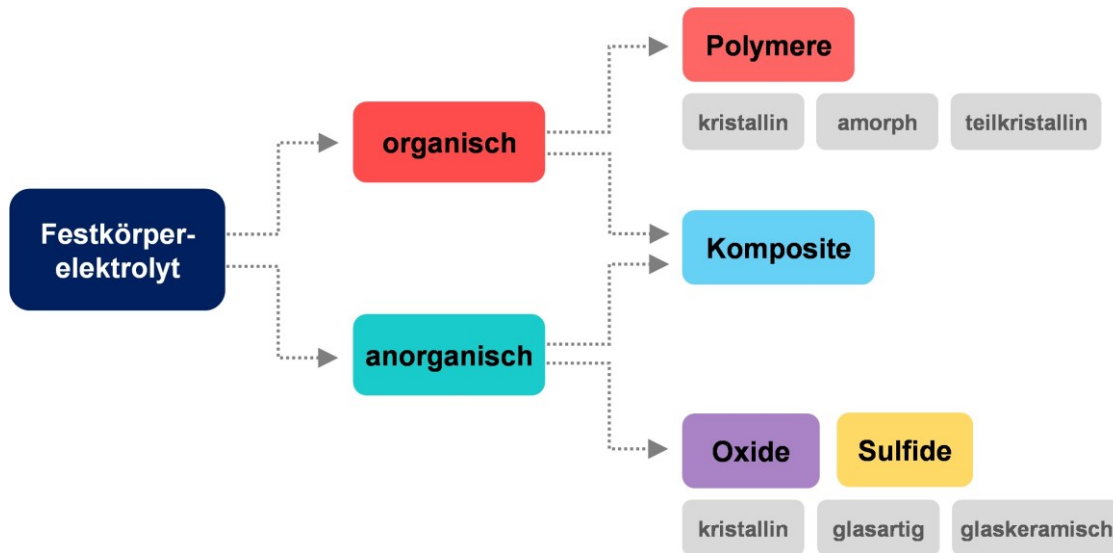 Polymere
kristallin amorph teilkristallin
organisch
Festkörper-
elektrolyt
Komposite
anorganisch
Oxide Sulfide
kristallin glasartig glaskeramisch